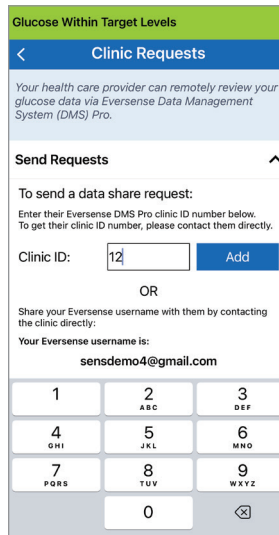 Glucose Within Target Levels
Clinic Requests
Your health care provider can remotely review your
glucose data via Eversense Data Management
System (DMS) Pro.
Send Requests
To send a data share request:
Enter their Eversense DMS Pro clinic ID number below.
To get their clinic ID number, please contact them directly.
Clinic ID: 12 Add
OR
Share your Eversense username with them by contacting
the clinic directly:
Your Eversense username is:
sensdemo4@gmail.com
1 2 3
ABC DEF
4 5 6
GHI JKL MNO
7 8 9
PQRS TUV WXYZ
0